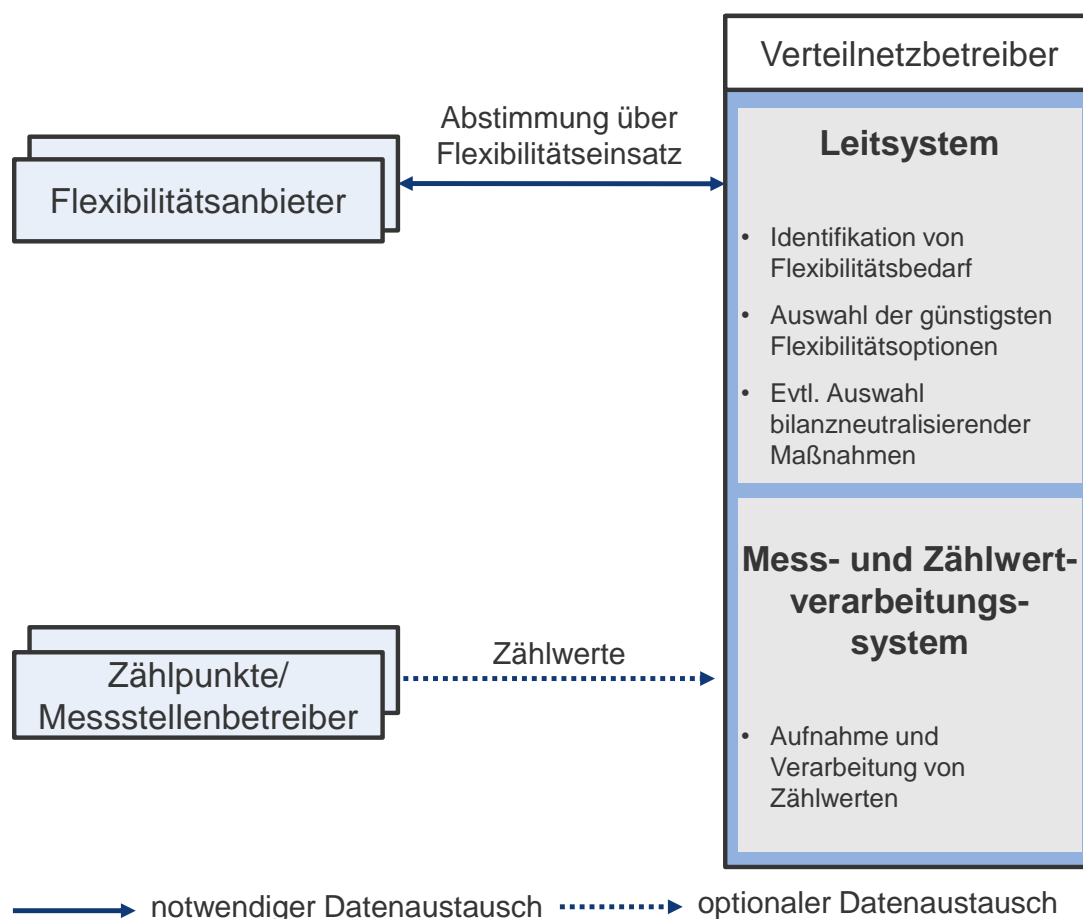 Verteilnetzbetreiber
Abstimmung über
Flexibilitätseinsatz
Flexibilitätsanbieter
Leitsystem
• Identifikation von
Flexibilitätsbedarf
• Auswahl der günstigsten
Flexibilitätsoptionen
• Evtl. Auswahl
bilanzneutralisierender
Maßnahmen
Zählpunkte/
Messstellenbetreiber
Zählwerte
Mess- und Zählwert-
verarbeitungs-
system
• Aufnahme und
Verarbeitung von
Zählwerten
notwendiger Datenaustausch
optionaler Datenaustausch